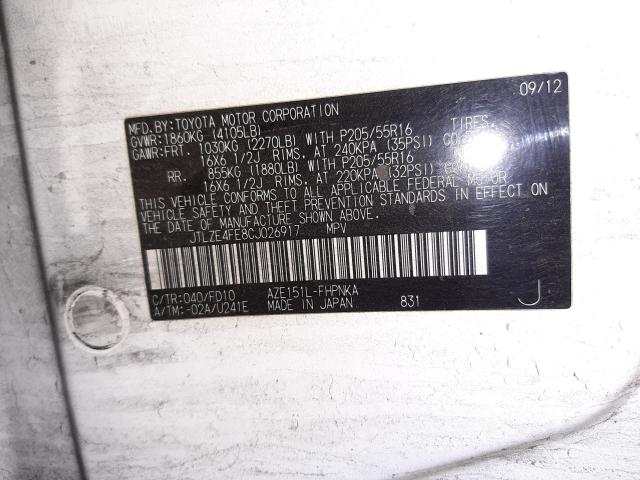 09/12
MFD.BY:TOYOTA MOTOR CORPORATION
GVWR:1860KG (4105LB)
GAWR:FRT. 1030KG (2270LB) WITH P205/55R16 TIRES.
16X6 1/2J RIMS. AT 240KPA (35PSI) COLD
RR. 855KG (1880LB) WITH P205/55R16
16X6 1/2J RIMS. AT 220KPA (32PSI) COLD
THIS VEHICLE CONFORMS TO ALL APPLICABLE FEDERAL MOTOR
VEHICLE SAFETY AND THEFT PREVENTION STANDARDS IN EFFECT ON
THE DATE OF MANUFACTURE SHOWN ABOVE.
JTLZE4FE8CJ026917 MPV
C/TR:040/FD10 AZE151L-FHPNKA
A/TM:-02A/U241E MADE IN JAPAN 831 J